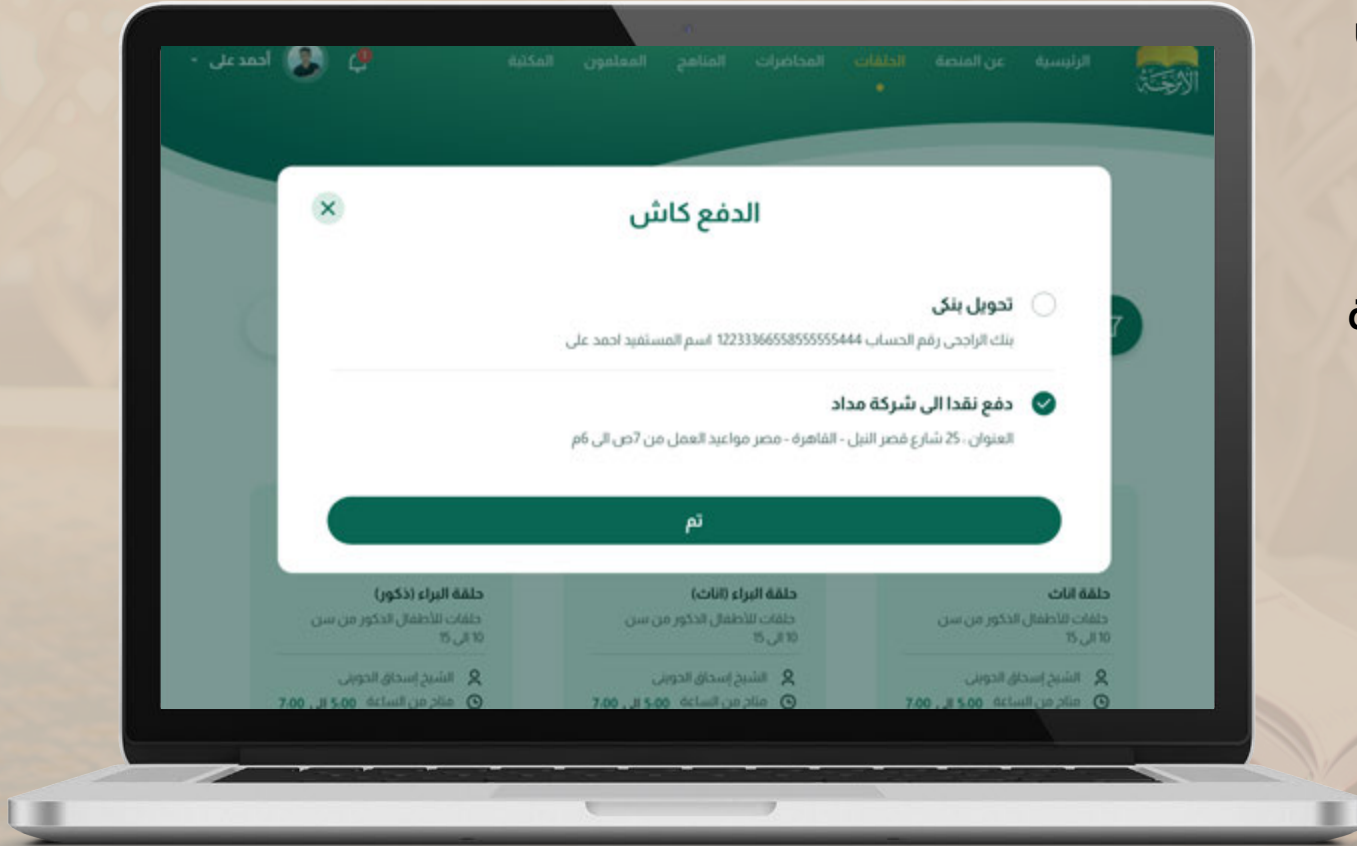 الأترجة
الرئيسية
عن المنصة
الحلقات
المحاضرات
المناهج
المعلمون
المكتبة
أحمد على
الدفع كاش
تحويل بنكى
بنك الراجحى رقم الحساب 12233366558555555444 اسم المستفيد احمد على
دفع نقدا الى شركة مداد
العنوان : 25 شارع قصر النيل - القاهرة - مصر مواعيد العمل من 7ص الى 6م
تم
حلقة اناث
حلقات للأطفال الذكور من سن
10 الى 15
الشيخ إسحاق الحوينى
متاح من الساعة 5.00 الى 7.00
حلقة البراء (اناث)
حلقات للأطفال الذكور من سن
10 الى 15
الشيخ إسحاق الحوينى
متاح من الساعة 5.00 الى 7.00
حلقة البراء (ذكور)
حلقات للأطفال الذكور من سن
10 الى 15
الشيخ إسحاق الحوينى
متاح من الساعة 5.00 الى 7.00